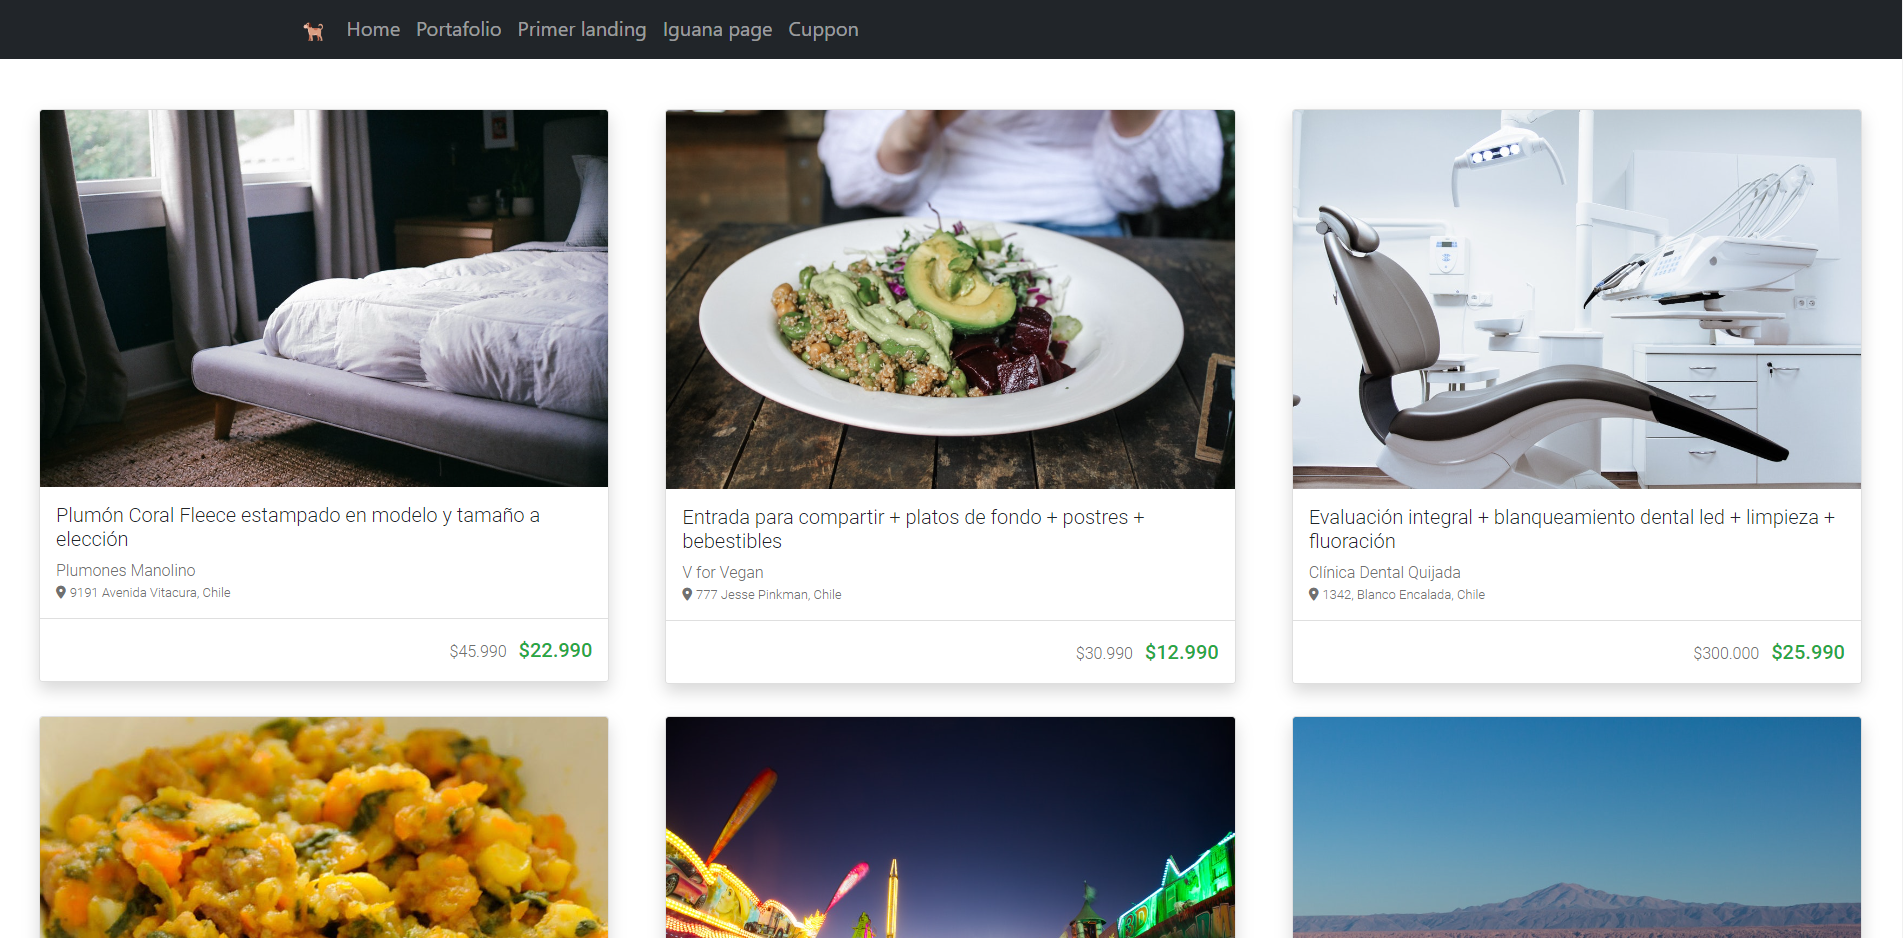 Home Portafolio Primer landing Iguana page Cuppon
Plumón Coral Fleece estampado en modelo y tamaño a
elección
Plumones Manolino
9191 Avenida Vitacura, Chile
$45.990 $22.990
Entrada para compartir + platos de fondo + postres +
bebestibles
V for Vegan
777 Jesse Pinkman, Chile
$30.990 $12.990
Evaluación integral + blanqueamiento dental led + limpieza +
fluoración
Clínica Dental Quijada
1342, Blanco Encalada, Chile
$300.000 $25.990